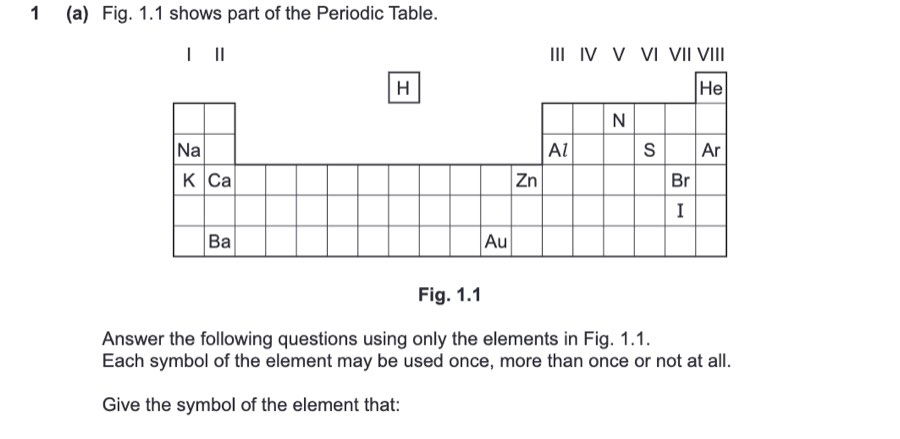 1 (a) Fig. 1.1 shows part of the Periodic Table.
I II III IV V VI VII VIII
H He
N
Na Al S Ar
K Ca Zn Br
I
Ba Au
Fig. 1.1
Answer the following questions using only the elements in Fig. 1.1.
Each symbol of the element may be used once, more than once or not at all.
Give the symbol of the element that: